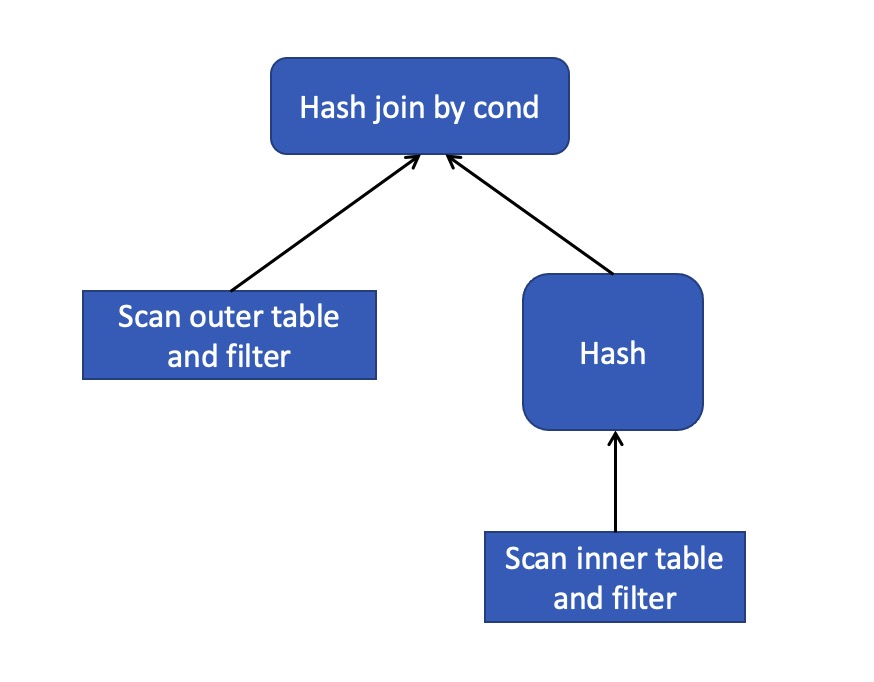 Hash join by cond
Scan outer table
and filter
Hash
Scan inner table
and filter